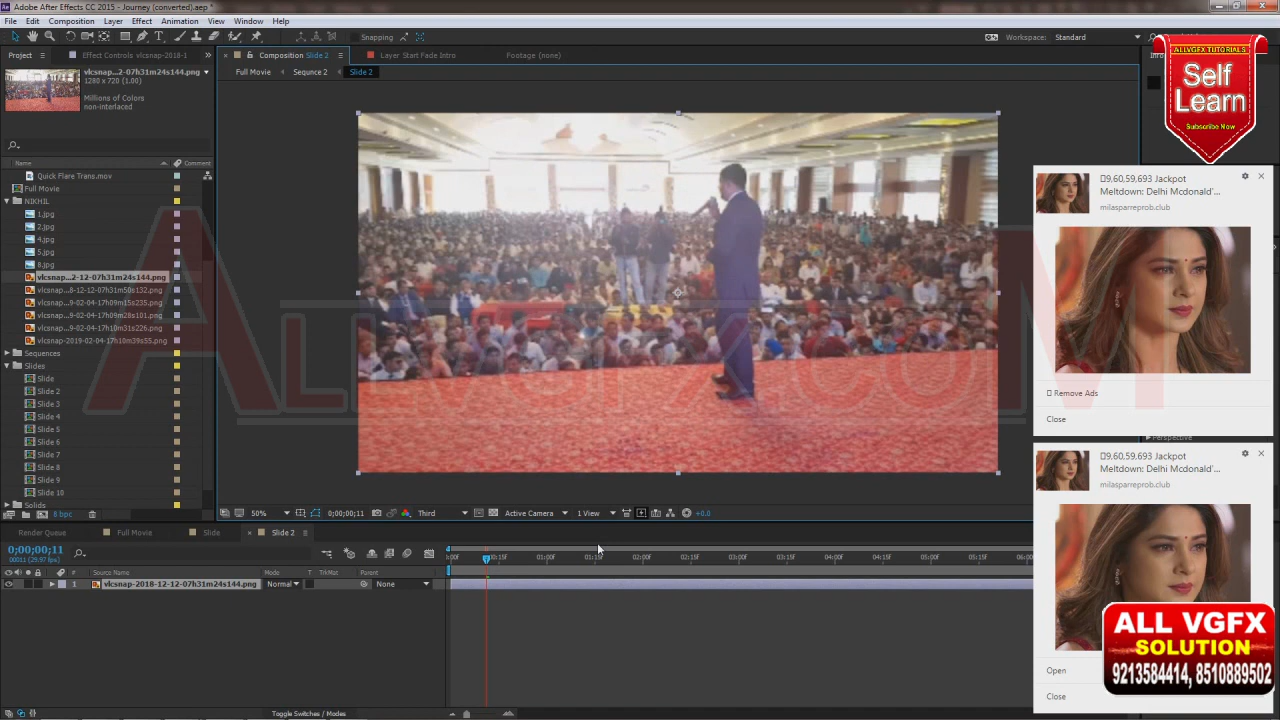 Adobe After Effects CC 2015 - Journey (converted).aep *
File Edit Composition Layer Effect Animation View Window Help
Snapping
Workspace: Standard
Project
Effect Controls vlcsnap-2018-1
Composition Slide 2
Layer Start Fade Intro
Footage (none)
vlcsnap...2-07h31m24s144.png
1280 x 720 (1.00)
Millions of Colors
non-interlaced
Full Movie Sequnce 2 Slide 2
Name Comment
Quick Flare Trans.mov
Full Movie
NIKHIL
1.jpg
2.jpg
4.jpg
5.jpg
8.jpg
vlcsnap...2-12-07h31m24s144.png
vlcsnap...8-12-12-07h31m50s132.png
vlcsnap...9-02-04-17h09m15s235.png
vlcsnap...9-02-04-17h09m28s101.png
vlcsnap...9-02-04-17h10m31s226.png
vlcsnap-2019-02-04-17h10m39s55.png
Sequences
Slides
Slide
Slide 2
Slide 3
Slide 4
Slide 5
Slide 6
Slide 7
Slide 8
Slide 9
Slide 10
Solids
8 bpc
50%
0;00;00;11
Third
Active Camera
1 View
+0.0
Render Queue
Full Movie
Slide
Slide 2
0;00;00;11
00011 (29.97 fps)
# Source Name Mode T TrkMat Parent
1 vlcsnap-2018-12-12-07h31m24s144.png Normal None
:00f 00:15f 01:00f 01:15f 02:00f 02:15f 03:00f 03:15f 04:00f 04:15f 05:00f 05:15f 06:00
Toggle Switches / Modes
ALLVGFX TUTORIALS
Self
Learn
Subscribe Now
9,60,59,693 Jackpot
Meltdown: Delhi Mcdonald'...
milasparreprob.club
Remove Ads
Close
Perspective
9,60,59,693 Jackpot
Meltdown: Delhi Mcdonald'...
milasparreprob.club
Open
Close
ALL VGFX
SOLUTION
9213584414, 8510889502